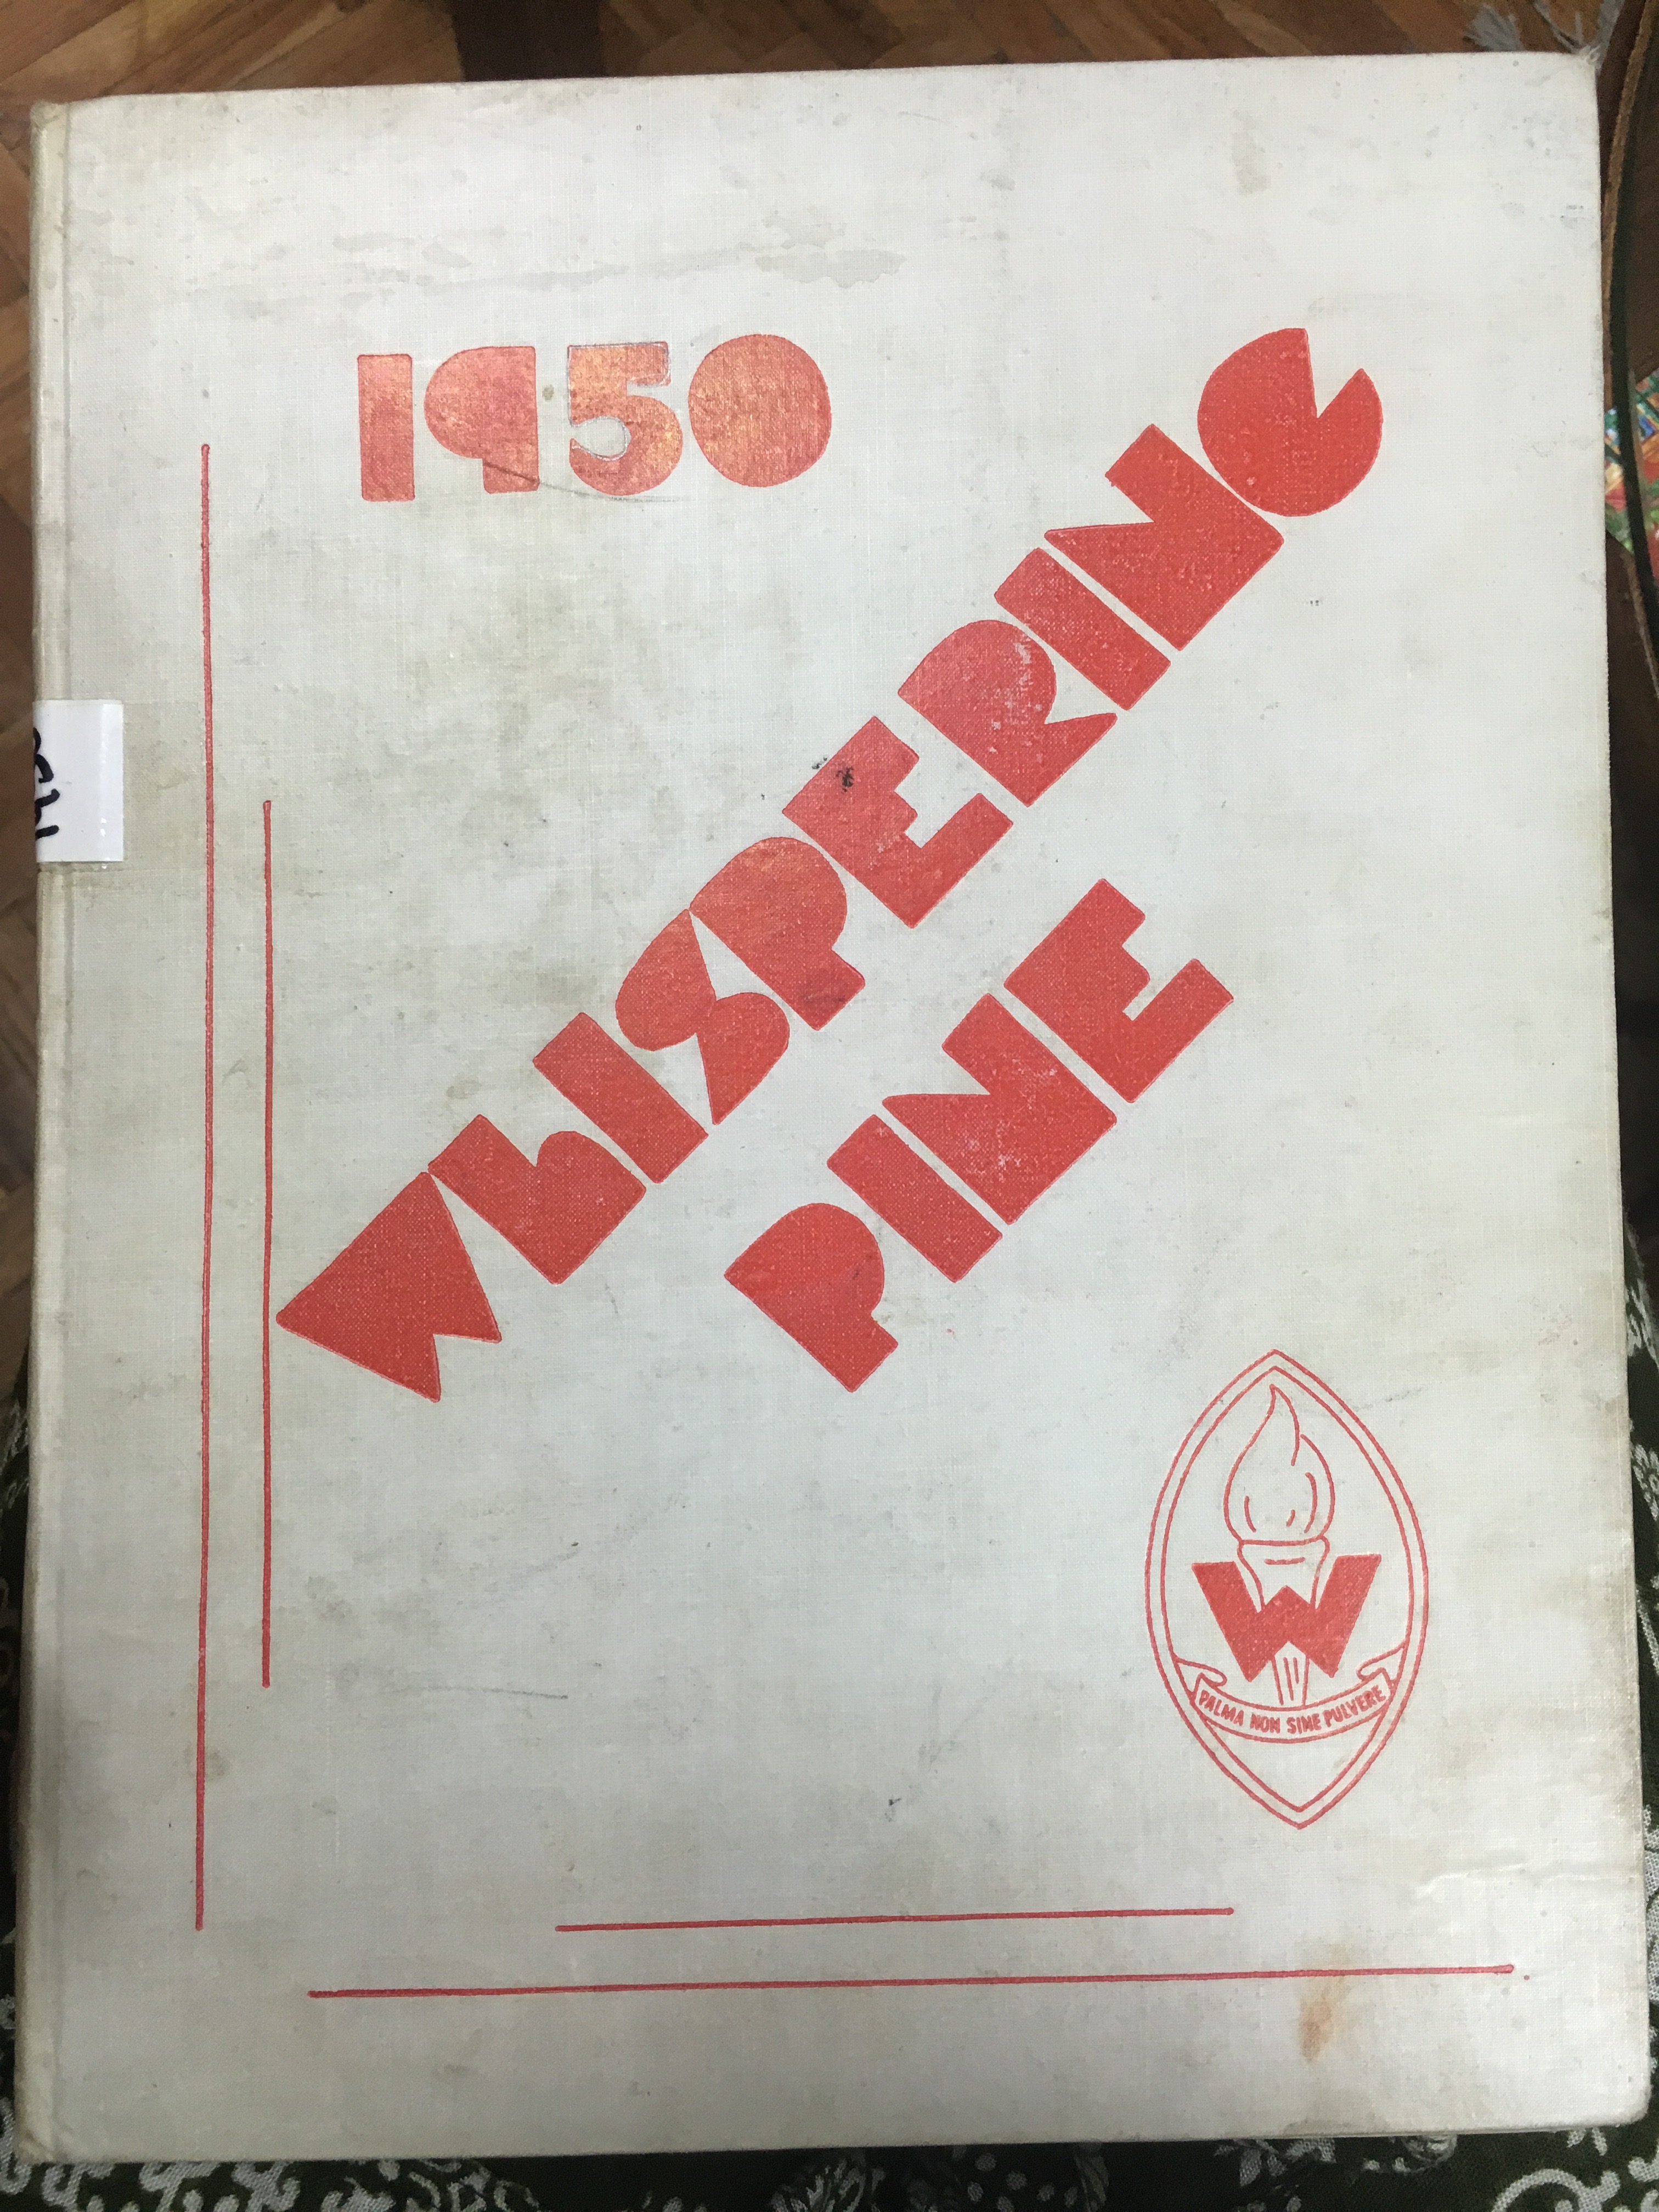 1950
WhISPERING
PINE
W
PALMA NON SINE PULVERE